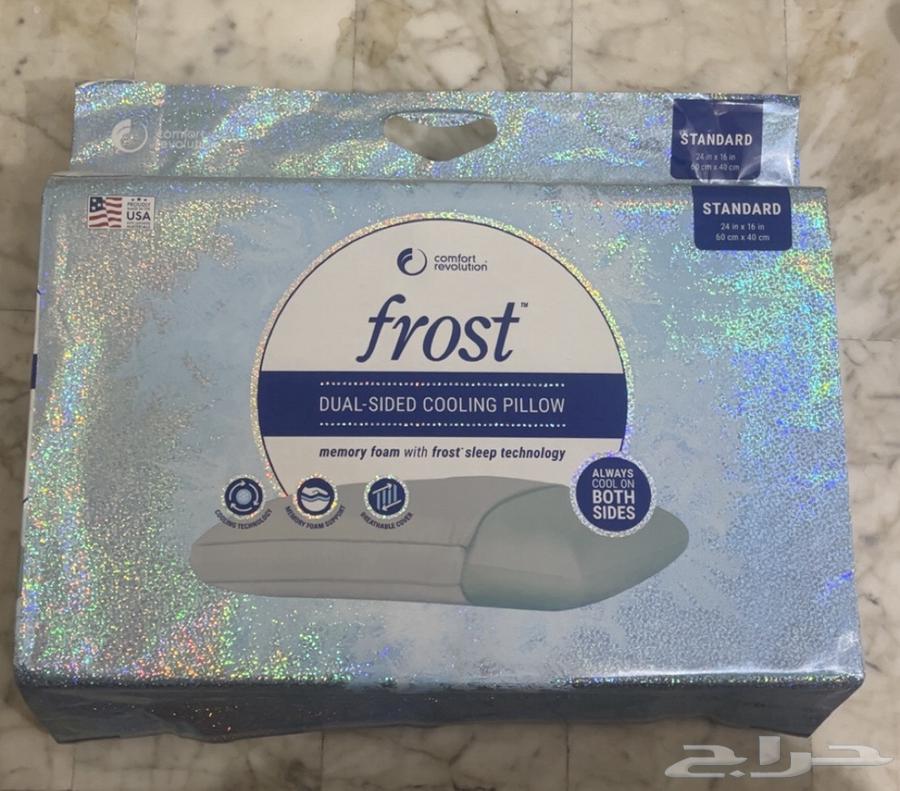 comfort
revolution
STANDARD
24 in x 16 in
60 cm x 40 cm
PROUDLY
USA
STANDARD
24 in x 16 in
60 cm x 40 cm
comfort
revolution
frost™
DUAL-SIDED COOLING PILLOW
memory foam with frost™ sleep technology
COOLING TECHNOLOGY
MEMORY FOAM SUPPORT
BREATHABLE COVER
ALWAYS
COOL ON
BOTH
SIDES
حراج